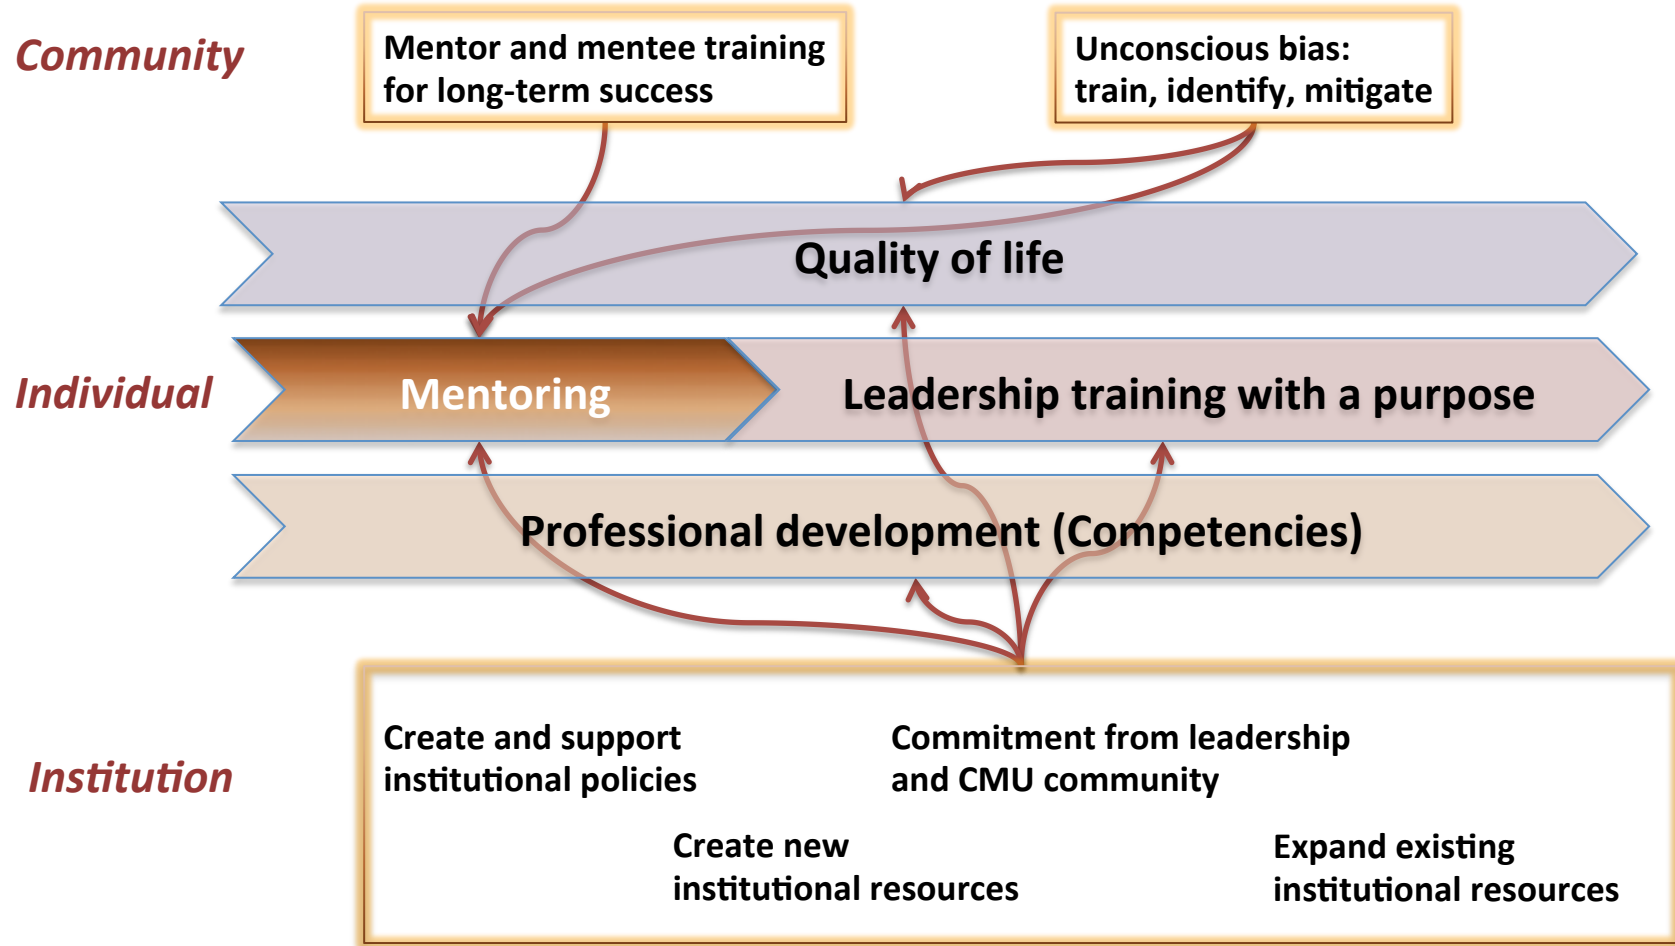 Community
Mentor and mentee training
for long-term success
Unconscious bias:
train, identify, mitigate
Quality of life
Individual
Mentoring
Leadership training with a purpose
Professional development (Competencies)
Institution
Create and support
institutional policies
Commitment from leadership
and CMU community
Create new
institutional resources
Expand existing
institutional resources